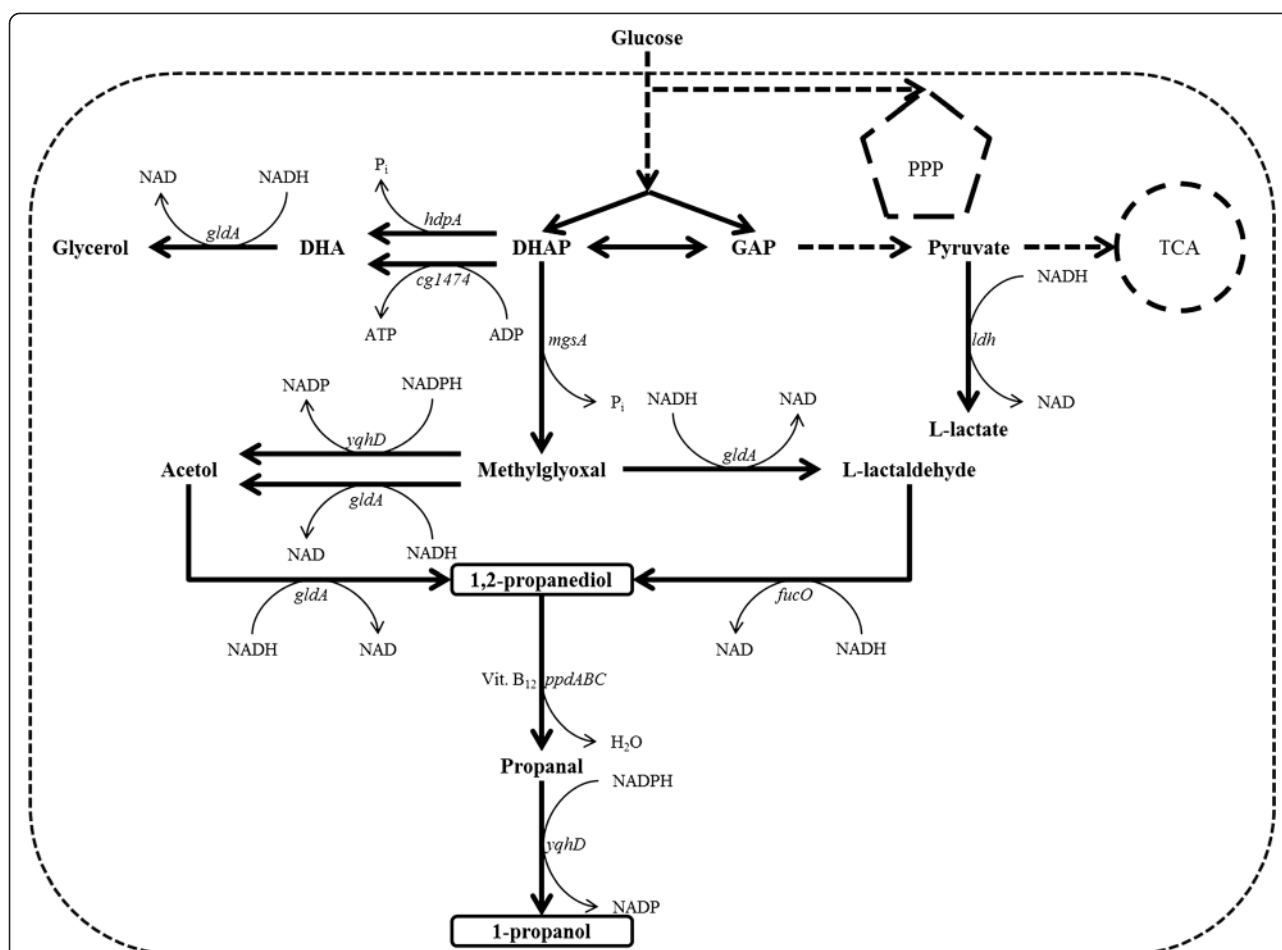 Glucose
PPP
NAD
NADH
Pi
gldA
hdpA
Glycerol
DHA
DHAP
GAP
Pyruvate
TCA
cg1474
NADH
ATP
ADP
mgsA
ldh
NADP
NADPH
Pi
NADH
NAD
NAD
L-lactate
yqhD
gldA
Acetol
Methylglyoxal
L-lactaldehyde
gldA
NAD
NADH
1,2-propanediol
gldA
fucO
NADH
NAD
NAD
NADH
Vit. B12 ppdABC
H2O
Propanal
NADPH
yqhD
NADP
1-propanol